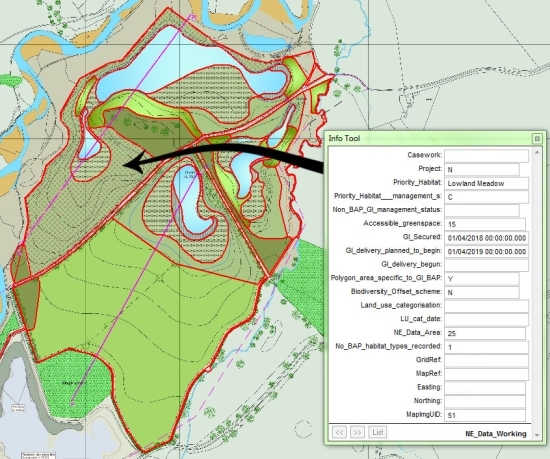 Info Tool
Casework:
Project: N
Priority_Habitat: Lowland Meadow
Priority_Habitat___management_s: C
Non_BAP_GI_management_status:
Accessible_greenspace: 15
GI_Secured: 01/04/2018 00:00:00.000
GI_delivery_planned_to_begin: 01/04/2019 00:00:00.000
GI_delivery_begun:
Polygon_area_specific_to_GI_BAP: Y
Biodiversity_Offset_scheme: N
Land_use_categorisation:
LU_cat_date:
NE_Data_Area: 25
No_BAP_habitat_types_recorded: 1
GridRef:
MapRef:
Easting:
Northing:
MapImgUID: 51
<< >> List NE_Data_Working